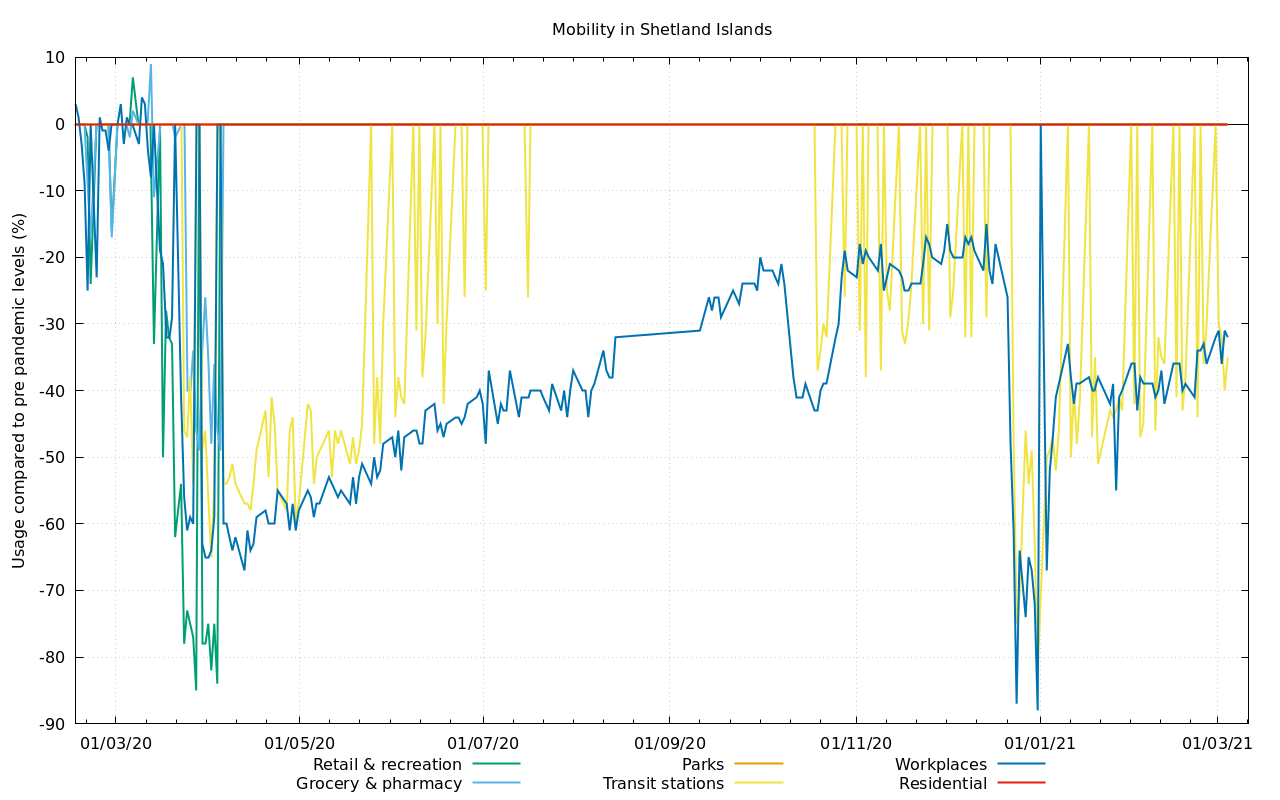 Mobility in Shetland Islands
Usage compared to pre pandemic levels (%)
10
0
-10
-20
-30
-40
-50
-60
-70
-80
-90
01/03/20 01/05/20 01/07/20 01/09/20 01/11/20 01/01/21 01/03/21
Retail & recreation Parks Workplaces
Grocery & pharmacy Transit stations Residential